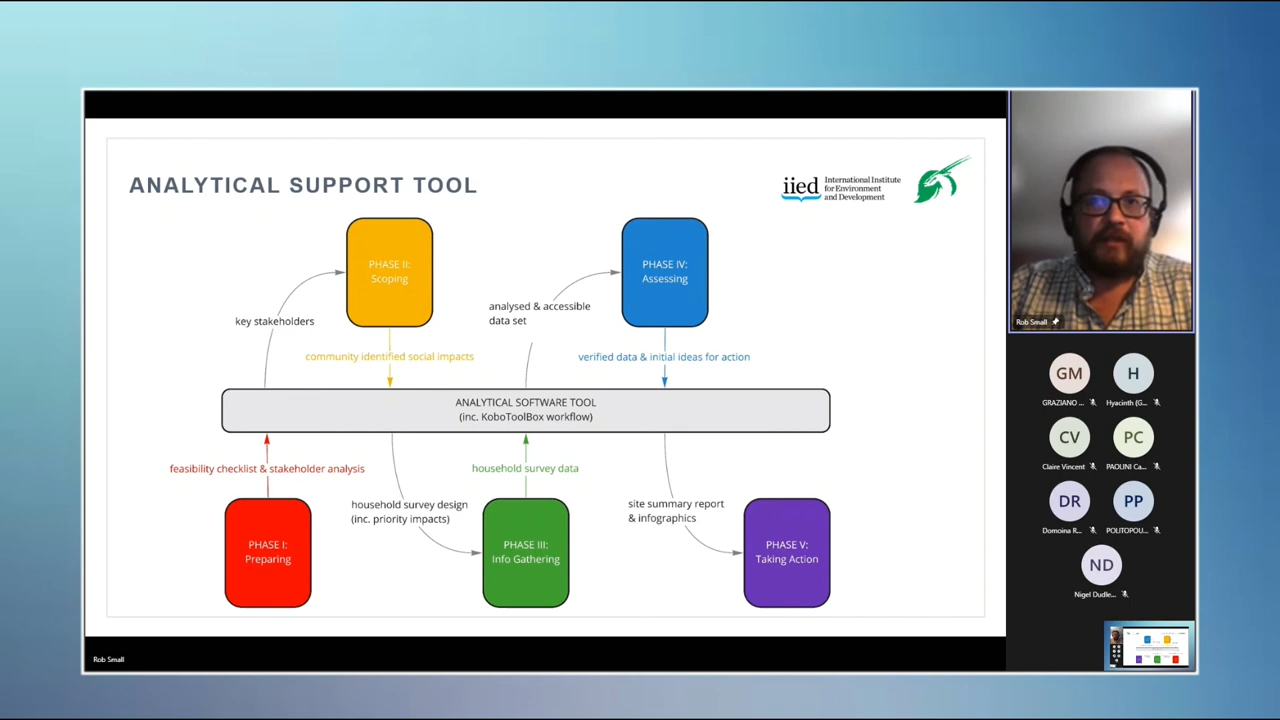 ANALYTICAL SUPPORT TOOL
iied
International Institute
for Environment
and Development
PHASE II:
Scoping
PHASE IV:
Assessing
key stakeholders
analysed & accessible
data set
community identified social impacts
verified data & initial ideas for action
ANALYTICAL SOFTWARE TOOL
(inc. KoboToolBox workflow)
feasibility checklist & stakeholder analysis
household survey data
household survey design
(inc. priority impacts)
site summary report
& infographics
PHASE I:
Preparing
PHASE III:
Info Gathering
PHASE V:
Taking Action
Rob Small
Rob Small
GM
GRAZIANO ...
H
Hyacinth (G...
CV
Claire Vincent
PC
PAOLINI Ca...
DR
Domoina R...
PP
POLITOPOU...
ND
Nigel Dudle...